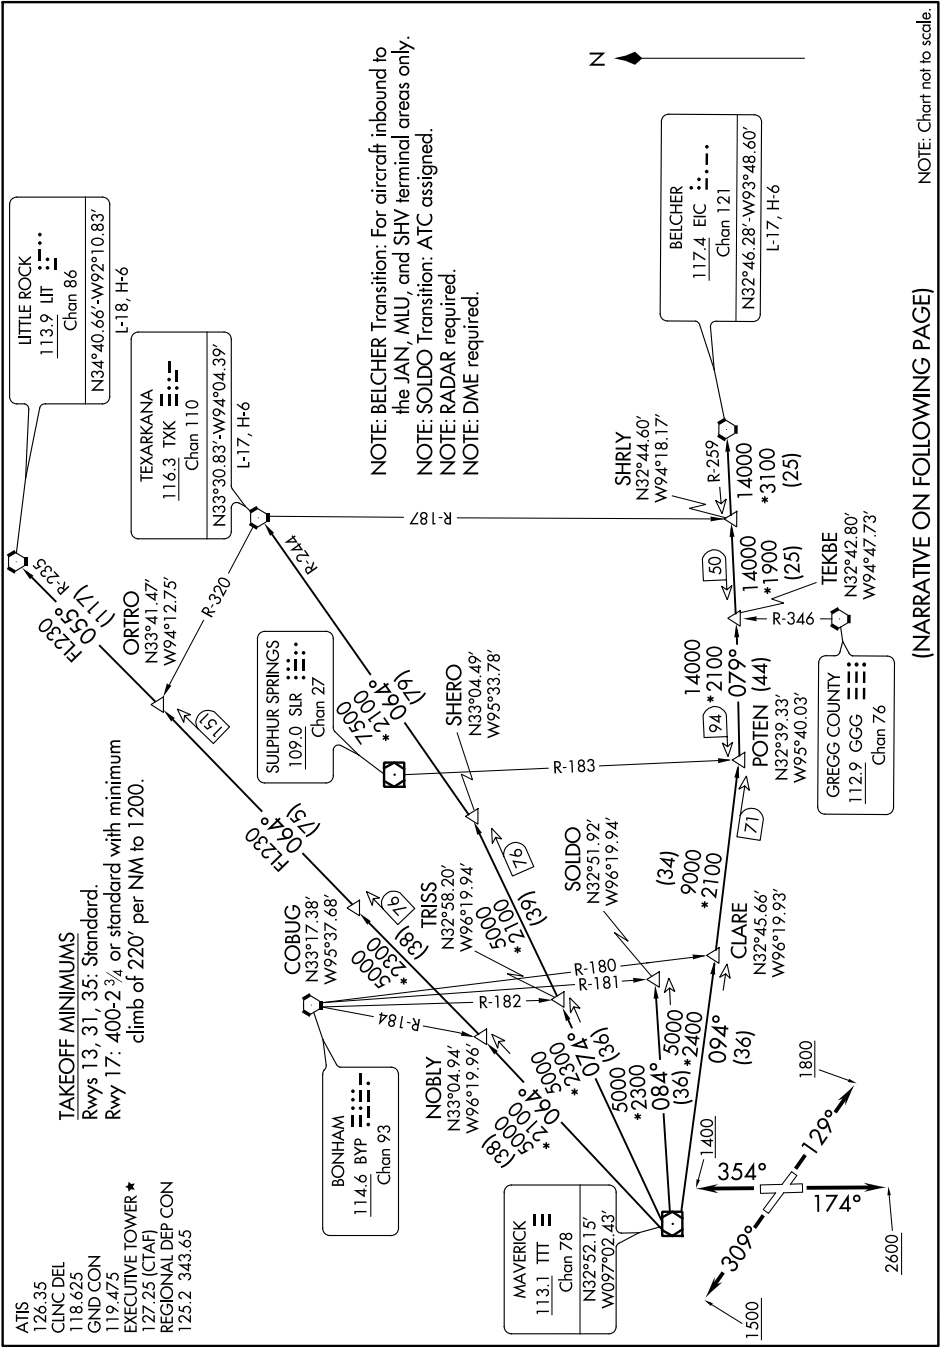 ATIS
126.35
CLNC DEL
118.625
GND CON
119.475
EXECUTIVE TOWER★
127.25 (CTAF)
REGIONAL DEP CON
125.2 343.65
TAKEOFF MINIMUMS
Rwys 13, 31, 35: Standard.
Rwy 17: 400-2 ¾ or standard with minimum
climb of 220' per NM to 1200.
LITTLE ROCK
113.9 LIT
Chan 86
N34°40.66'-W92°10.83'
L-18, H-6
TEXARKANA
116.3 TXK
Chan 110
N33°30.83'-W94°04.39'
L-17, H-6
R-235
FL230
055°
(117)
ORTRO
N33°41.47'
W94°12.75'
R-320
R-244
R-187
151
FL230
064°
(75)
SULPHUR SPRINGS
109.0 SLR
Chan 27
7500
*2100
064°
(79)
SHERO
N33°04.49'
W95°33.78'
R-183
NOTE: BELCHER Transition: For aircraft inbound to
the JAN, MLU, and SHV terminal areas only.
NOTE: SOLDO Transition: ATC assigned.
NOTE: RADAR required.
NOTE: DME required.
N
BELCHER
117.4 EIC
Chan 121
N32°46.28'-W93°48.60'
L-17, H-6
SHRLY
N32°44.60'
W94°18.17'
R-259
14000
*3100
(25)
50
14000
*1900
(25)
TEKBE
N32°42.80'
W94°47.73'
R-346
GREGG COUNTY
112.9 GGG
Chan 76
14000
*2100
079°
(44)
94
POTEN
N32°39.33'
W95°40.03'
71
(34)
9000
*2100
CLARE
N32°45.66'
W96°19.93'
COBUG
N33°17.38'
W95°37.68'
76
5000
*2300
(38)
TRISS
N32°58.20'
W96°19.94'
76
5000
*2100
(39)
SOLDO
N32°51.92'
W96°19.94'
BONHAM
114.6 BYP
Chan 93
R-184
R-182
R-181
R-180
NOBLY
N33°04.94'
W96°19.96'
(38)
5000
*2100
064°
5000
*2300
074°
(36)
5000
*2300
084°
(36)
5000
*2400
094°
(36)
MAVERICK
113.1 TTT
Chan 78
N32°52.15'
W097°02.43'
354°
1400
129°
1800
174°
2600
309°
1500
(NARRATIVE ON FOLLOWING PAGE)
NOTE: Chart not to scale.